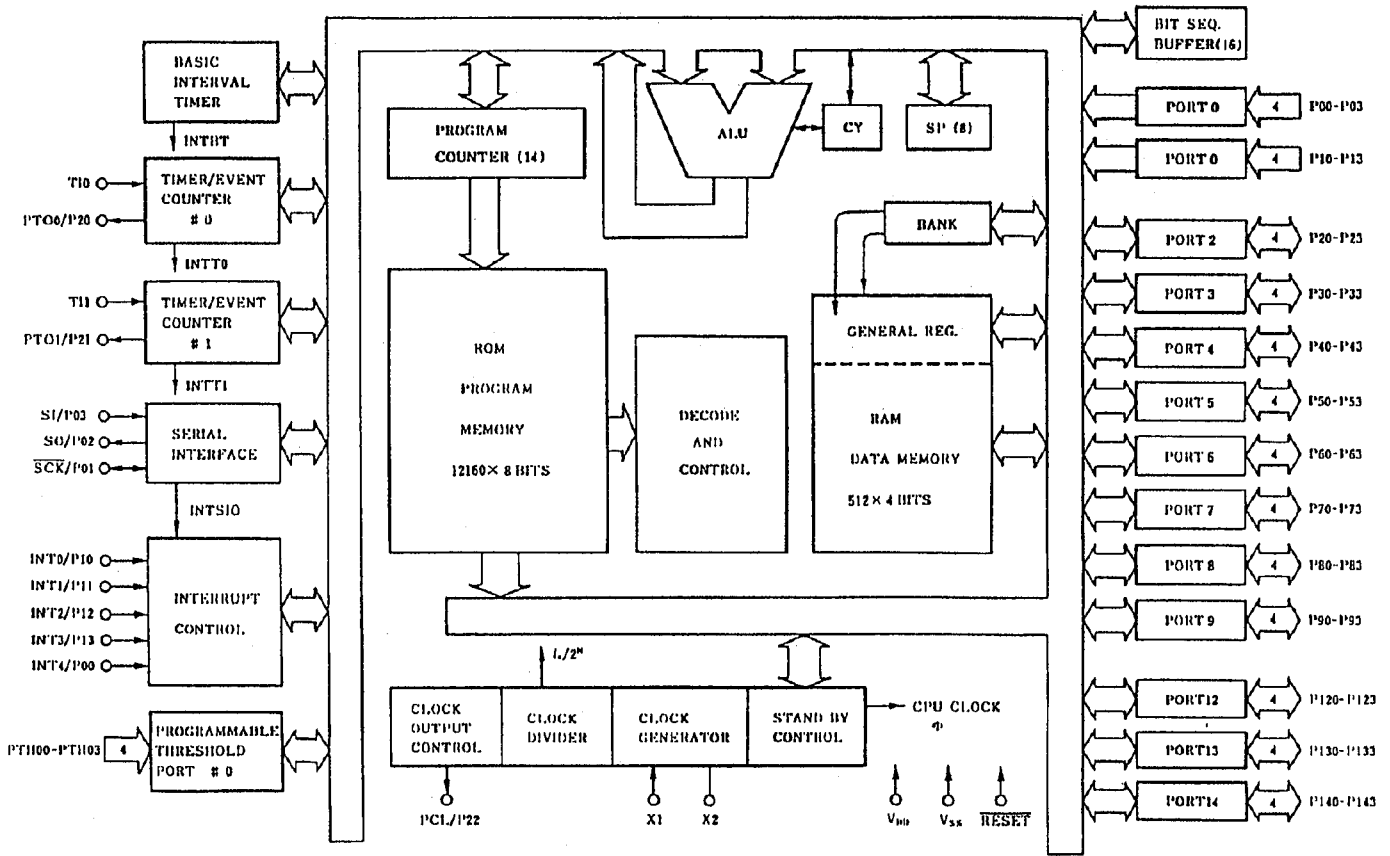 BASIC
INTERVAL
TIMER
INTBT
TI0
PTO0/P20
TIMER/EVENT
COUNTER
# 0
INTT0
TI1
PTO1/P21
TIMER/EVENT
COUNTER
# 1
INTT1
SI/P03
SO/P02
SCK/P01
SERIAL
INTERFACE
INTSIO
INT0/P10
INT1/P11
INT2/P12
INT3/P13
INT4/P00
INTERRUPT
CONTROL
PTH00-PTH03
4
PROGRAMMABLE
THRESHOLD
PORT # 0
PROGRAM
COUNTER (14)
ALU
CY
SP (8)
BANK
ROM
PROGRAM
MEMORY
12160 × 8 BITS
DECODE
AND
CONTROL
GENERAL REG.
RAM
DATA MEMORY
512 × 4 BITS
/2ᴺ
CLOCK
OUTPUT
CONTROL
CLOCK
DIVIDER
CLOCK
GENERATOR
STAND BY
CONTROL
CPU CLOCK
Φ
PCL/P22
X1
X2
VDD
VSS
RESET
BIT SEQ.
BUFFER(16)
PORT 0
4
P00-P03
PORT 0
4
P10-P13
PORT 2
4
P20-P23
PORT 3
4
P30-P33
PORT 4
4
P40-P43
PORT 5
4
P50-P53
PORT 6
4
P60-P63
PORT 7
4
P70-P73
PORT 8
4
P80-P83
PORT 9
4
P90-P93
PORT12
4
P120-P123
PORT13
4
P130-P133
PORT14
4
P140-P143